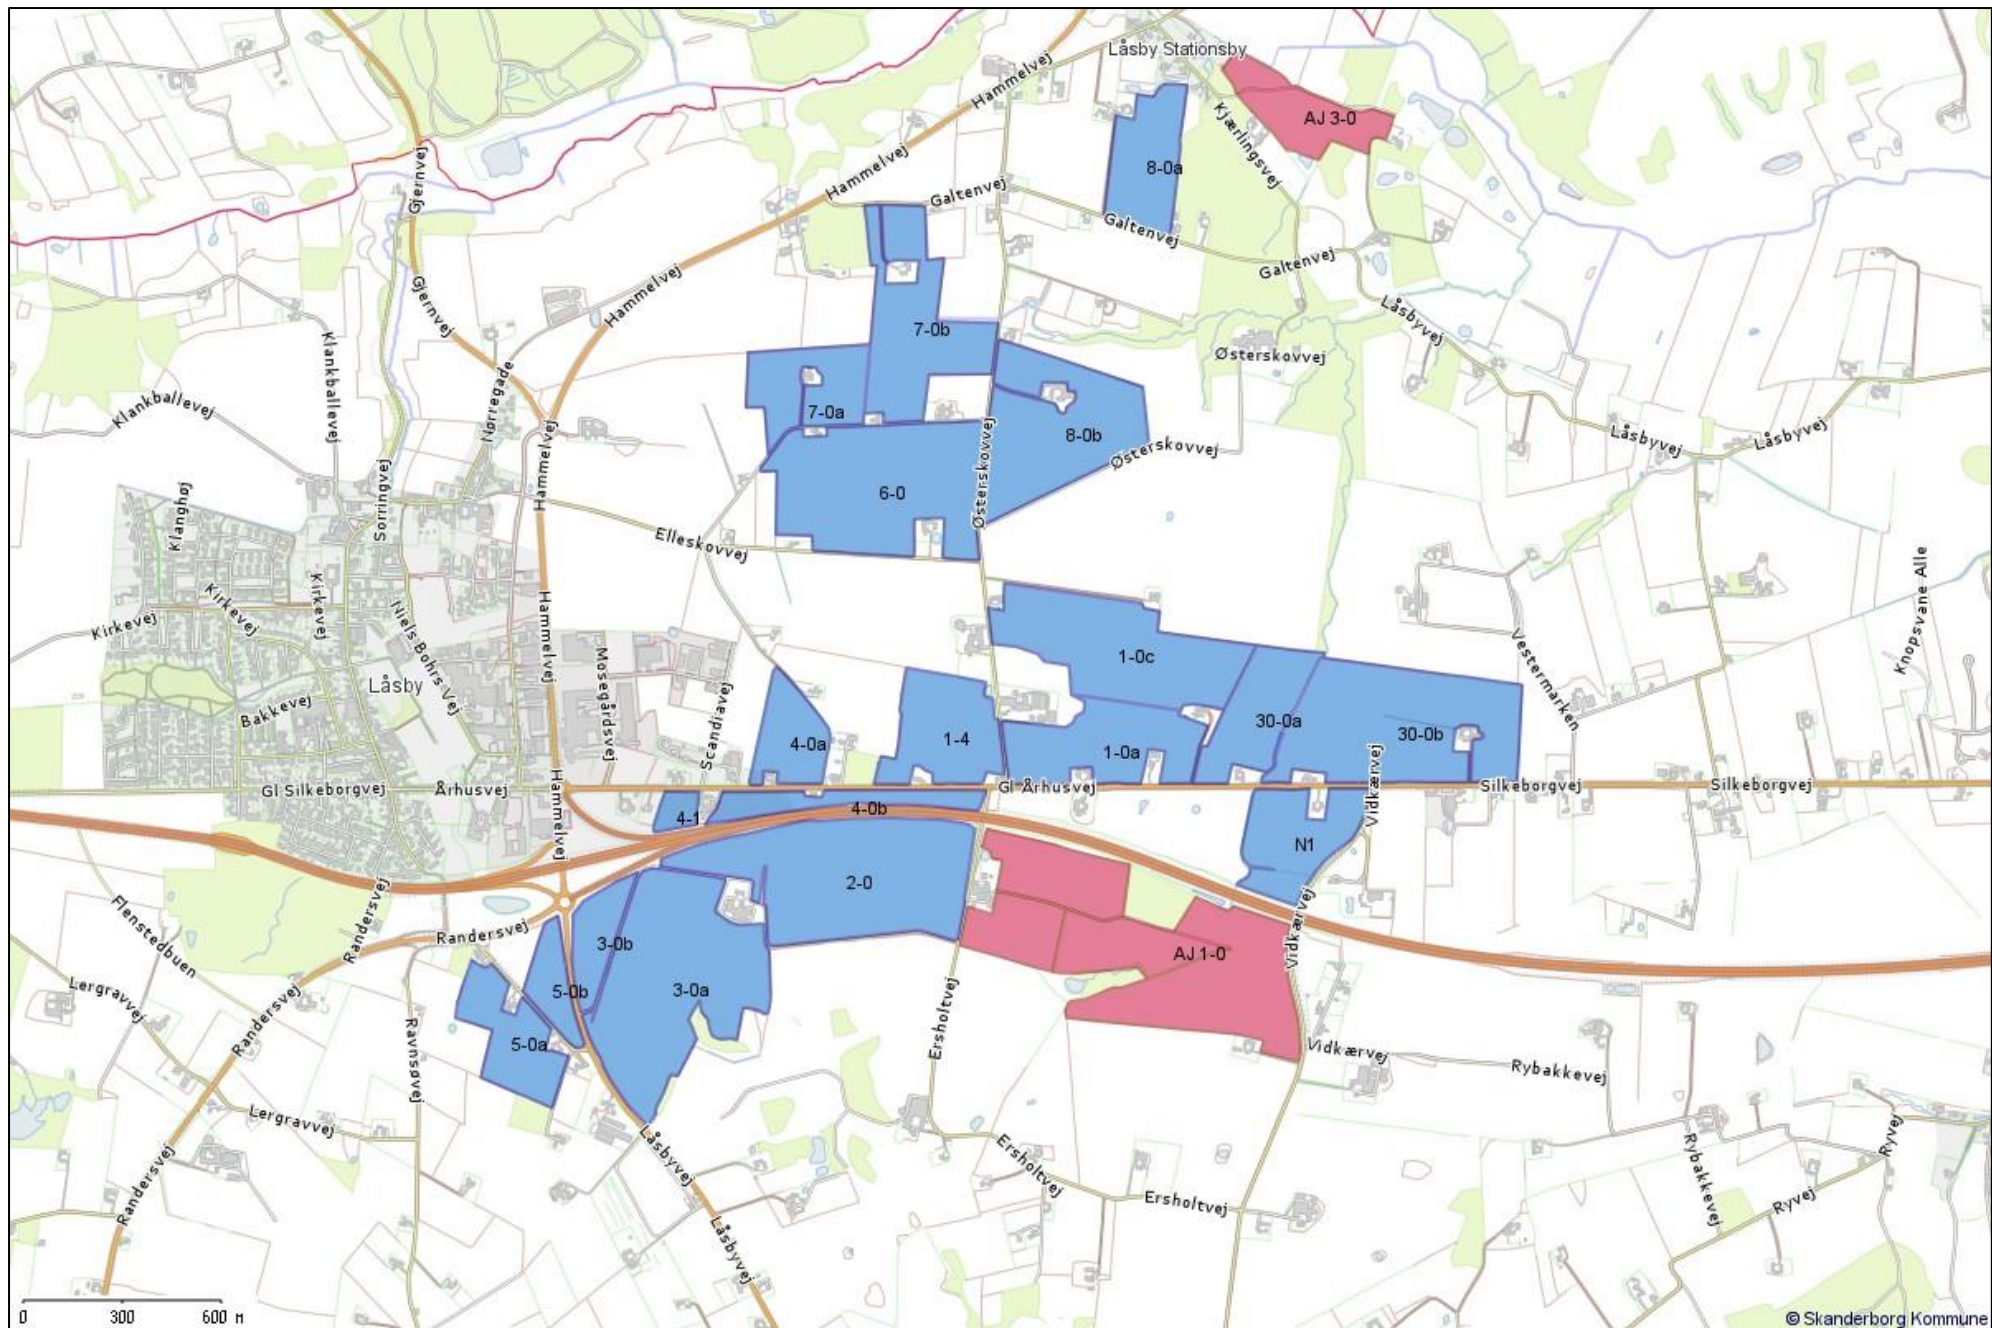 Låsby Stationsby
Hammelvej
AJ 3-0
Kjærlingsvej
Gjernvej
Hammelvej
8-0a
Galtenvej
Galtenvej
Galtenvej
Hammelvej
Gjernvej
Låsbyvej
7-0b
Klankballevej
Østerskovvej
Nørregade
Klankballevej
7-0a
8-0b
Østerskovvej
Østerskovvej
Låsbyvej
Låsbyvej
Hammelvej
6-0
Klanghøj
Sorringvej
Elleskovvej
Knopsvane Alle
Kirkevej
Kirkevej
Kirkevej
Niels Bohrs Vej
Hammelvej
Mosegårdsvej
1-0c
Vestermarken
Låsby
Bakkevej
Scandiavej
4-0a
1-4
1-0a
30-0a
30-0b
Vidkærvej
Gl Silkeborgvej
Århusvej
Hammelvej
Gl Århusvej
Silkeborgvej
Silkeborgvej
4-1
4-0b
N1
2-0
Flenstedbuen
Randersvej
Randersvej
3-0b
Vidkærvej
AJ 1-0
Lergravvej
Randersvej
5-0b
3-0a
Ersholtvej
5-0a
Ravnsøvej
Vidkærvej
Rybakkevej
Lergravvej
Låsbyvej
Ersholtvej
Ersholtvej
Rybakkevej
Ryvej
Ryvej
Randersvej
Låsbyvej
0 300 600 M
© Skanderborg Kommune